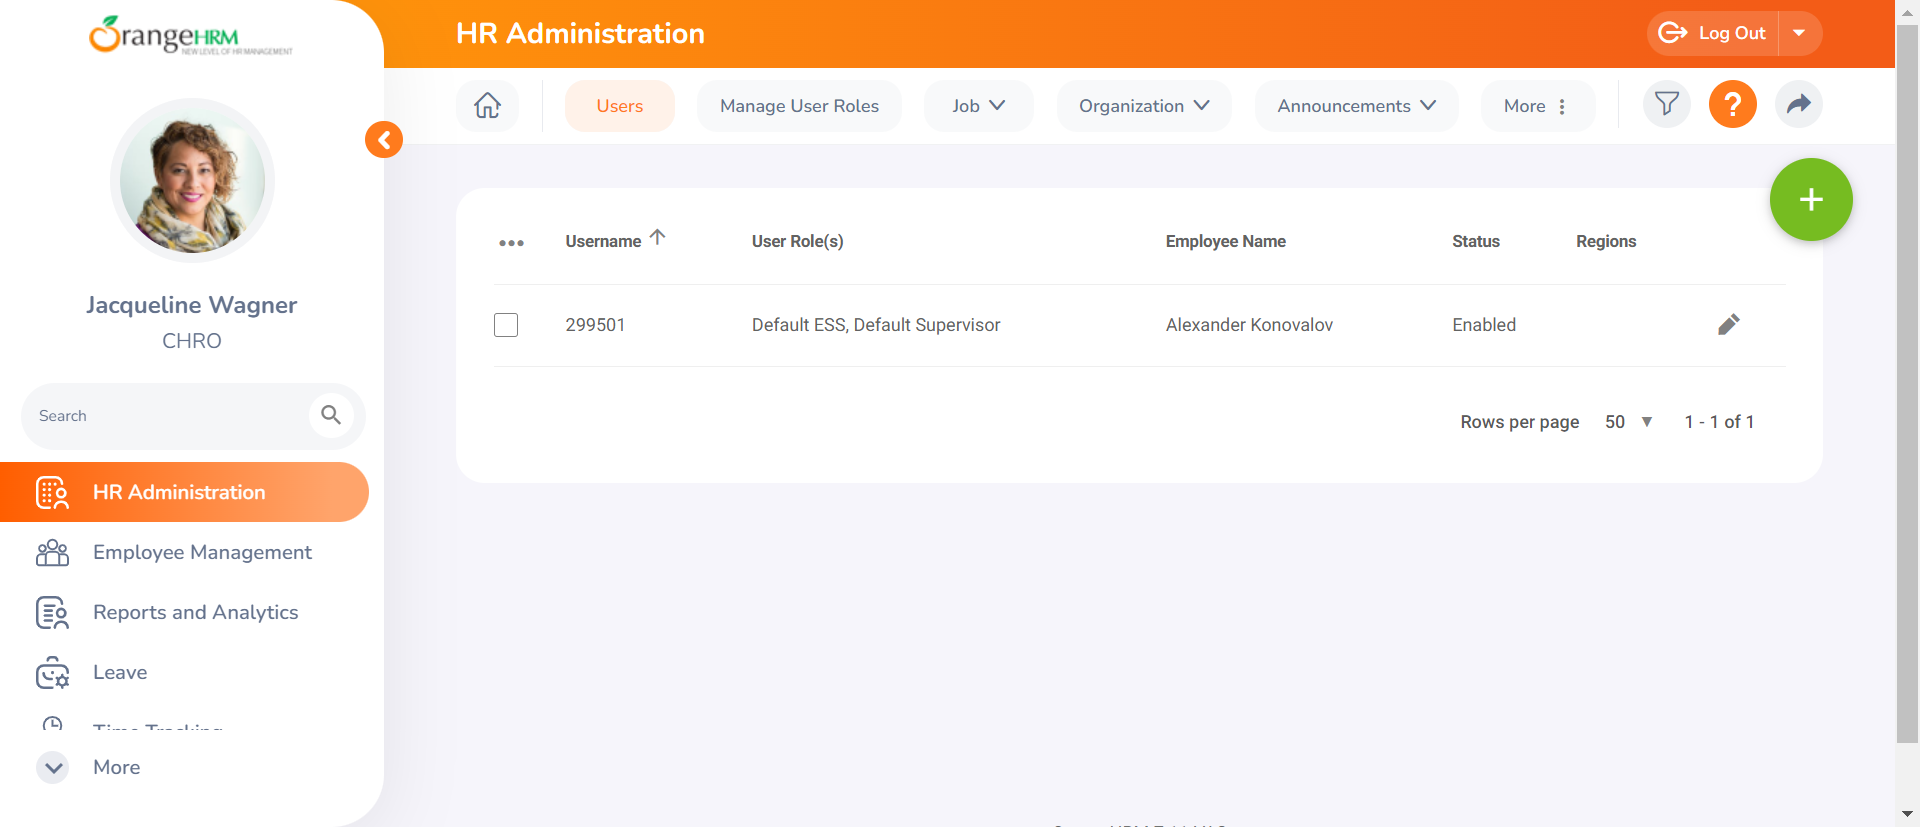 OrangeHRM
NEW LEVEL OF HR MANAGEMENT
HR Administration
Log Out
Users
Manage User Roles
Job
Organization
Announcements
More
?
Jacqueline Wagner
CHRO
Search
HR Administration
Employee Management
Reports and Analytics
Leave
Time Tracking
More
Username
User Role(s)
Employee Name
Status
Regions
299501
Default ESS, Default Supervisor
Alexander Konovalov
Enabled
Rows per page
50
1 - 1 of 1